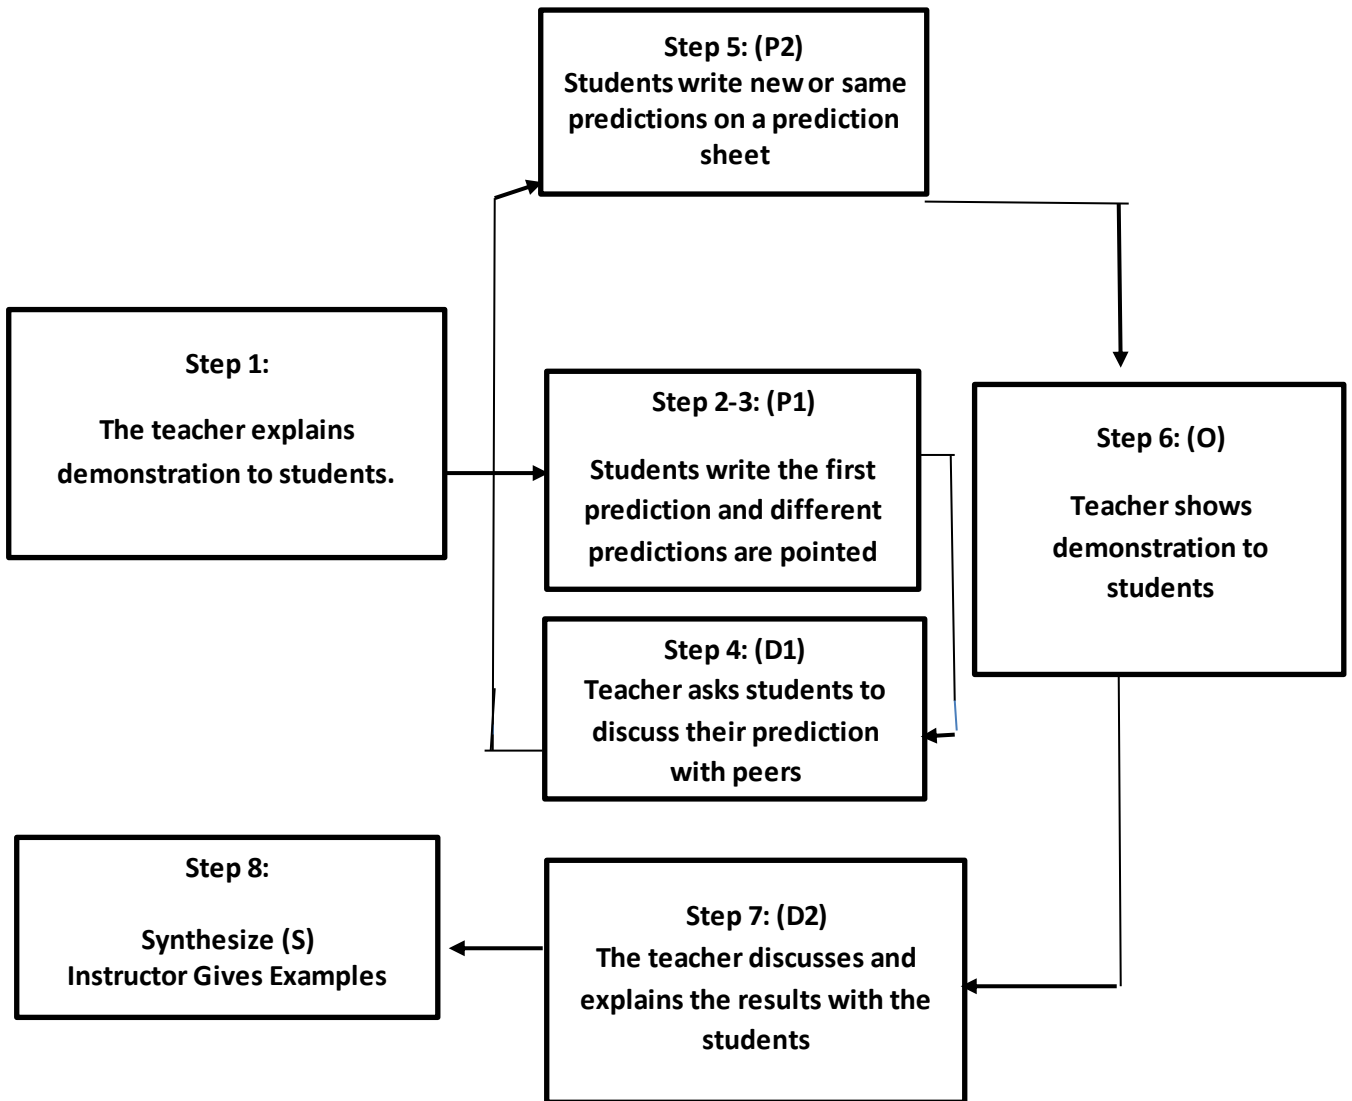 Step 5: (P2)
Students write new or same
predictions on a prediction
sheet
Step 1:
The teacher explains
demonstration to students.
Step 2-3: (P1)
Students write the first
prediction and different
predictions are pointed
Step 6: (O)
Teacher shows
demonstration to
students
Step 4: (D1)
Teacher asks students to
discuss their prediction
with peers
Step 8:
Synthesize (S)
Instructor Gives Examples
Step 7: (D2)
The teacher discusses and
explains the results with the
students